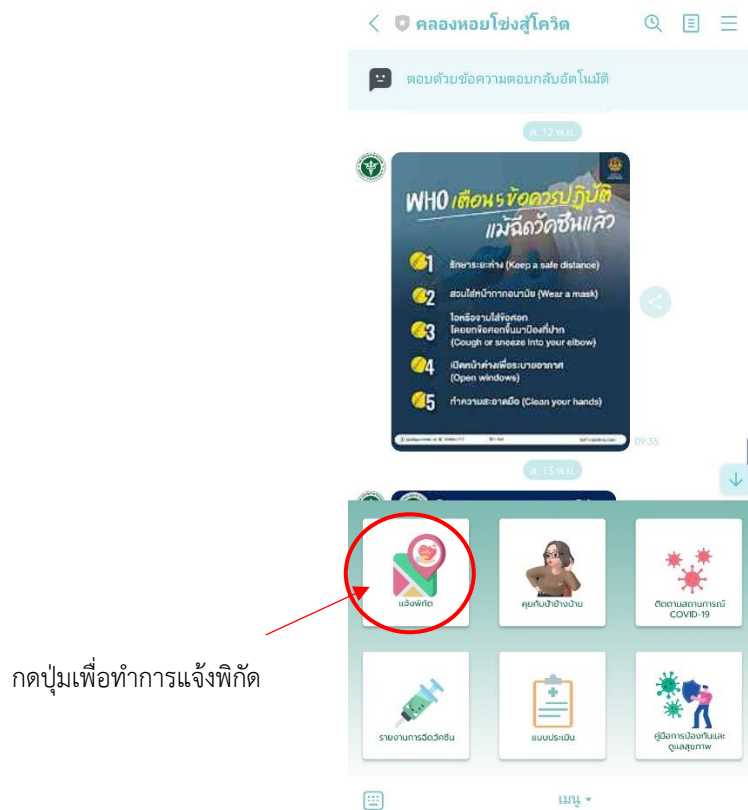 คลองหอยโข่งสู้โควิด
ตอบด้วยข้อความตอบกลับอัตโนมัติ
ศ. 12 พ.ย.
WHO เตือน 5 ข้อควรปฏิบัติ
แม้ฉีดวัคซีนแล้ว
1 รักษาระยะห่าง (Keep a safe distance)
2 สวมใส่หน้ากากอนามัย (Wear a mask)
3 ไอหรือจามใส่ข้อศอก
โดยยกข้อศอกขึ้นมาปิดที่ปาก
(Cough or sneeze into your elbow)
4 เปิดหน้าต่างเพื่อระบายอากาศ
(Open windows)
5 ทำความสะอาดมือ (Clean your hands)
09:35
ส. 13 พ.ย.
แจ้งพิกัด
คุยกับป้าข้างบ้าน
ติดตามสถานการณ์
COVID-19
กดปุ่มเพื่อทำการแจ้งพิกัด
รายงานการฉีดวัคซีน
แบบประเมิน
คู่มือการป้องกันและ
ดูแลสุขภาพ
เมนู